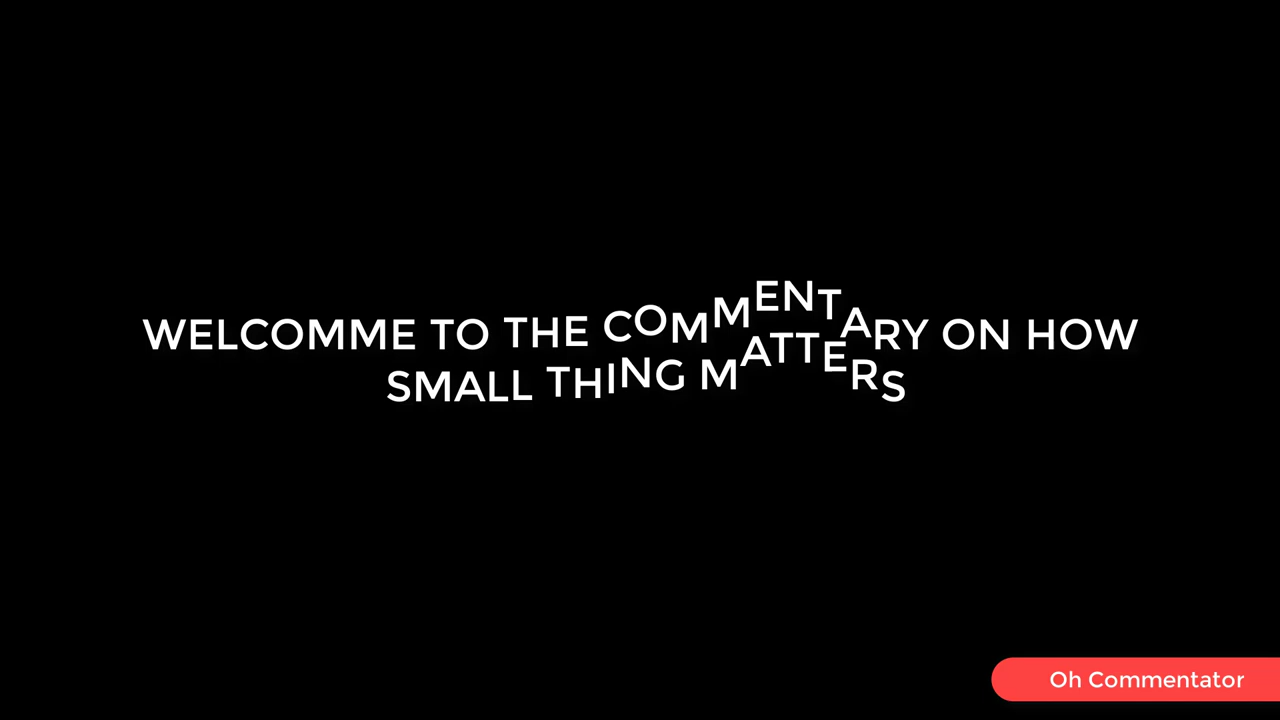 WELCOMME TO THE COMMENTARY ON HOW
SMALL THING MATTERS
Oh Commentator